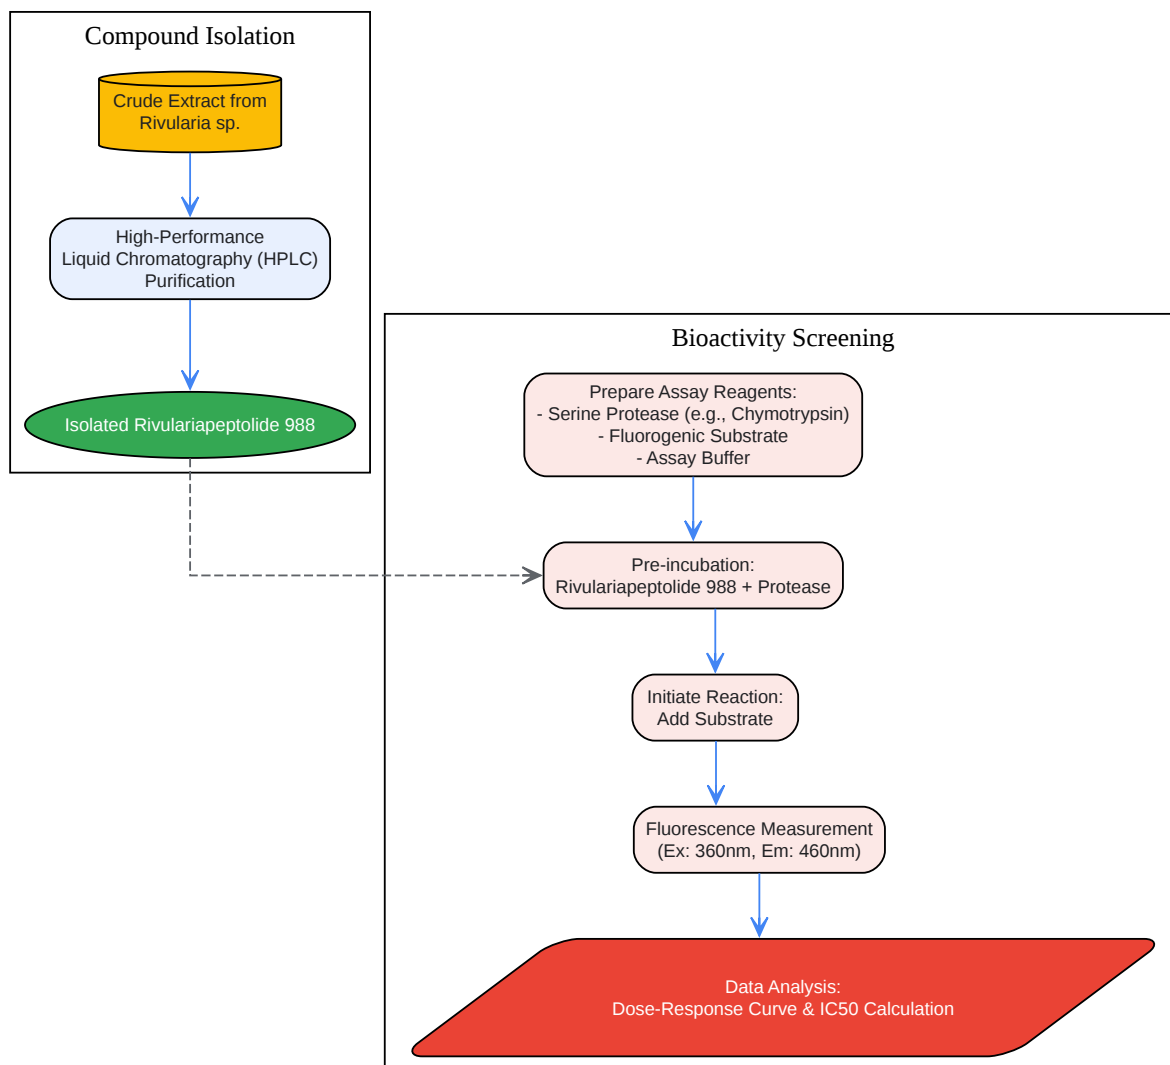 Compound Isolation
Crude Extract from
Rivularia sp.
High-Performance
Liquid Chromatography (HPLC)
Purification
Isolated Rivulariapeptolide 988
Bioactivity Screening
Prepare Assay Reagents:
- Serine Protease (e.g., Chymotrypsin)
- Fluorogenic Substrate
- Assay Buffer
Pre-incubation:
Rivulariapeptolide 988 + Protease
Initiate Reaction:
Add Substrate
Fluorescence Measurement
(Ex: 360nm, Em: 460nm)
Data Analysis:
Dose-Response Curve & IC50 Calculation